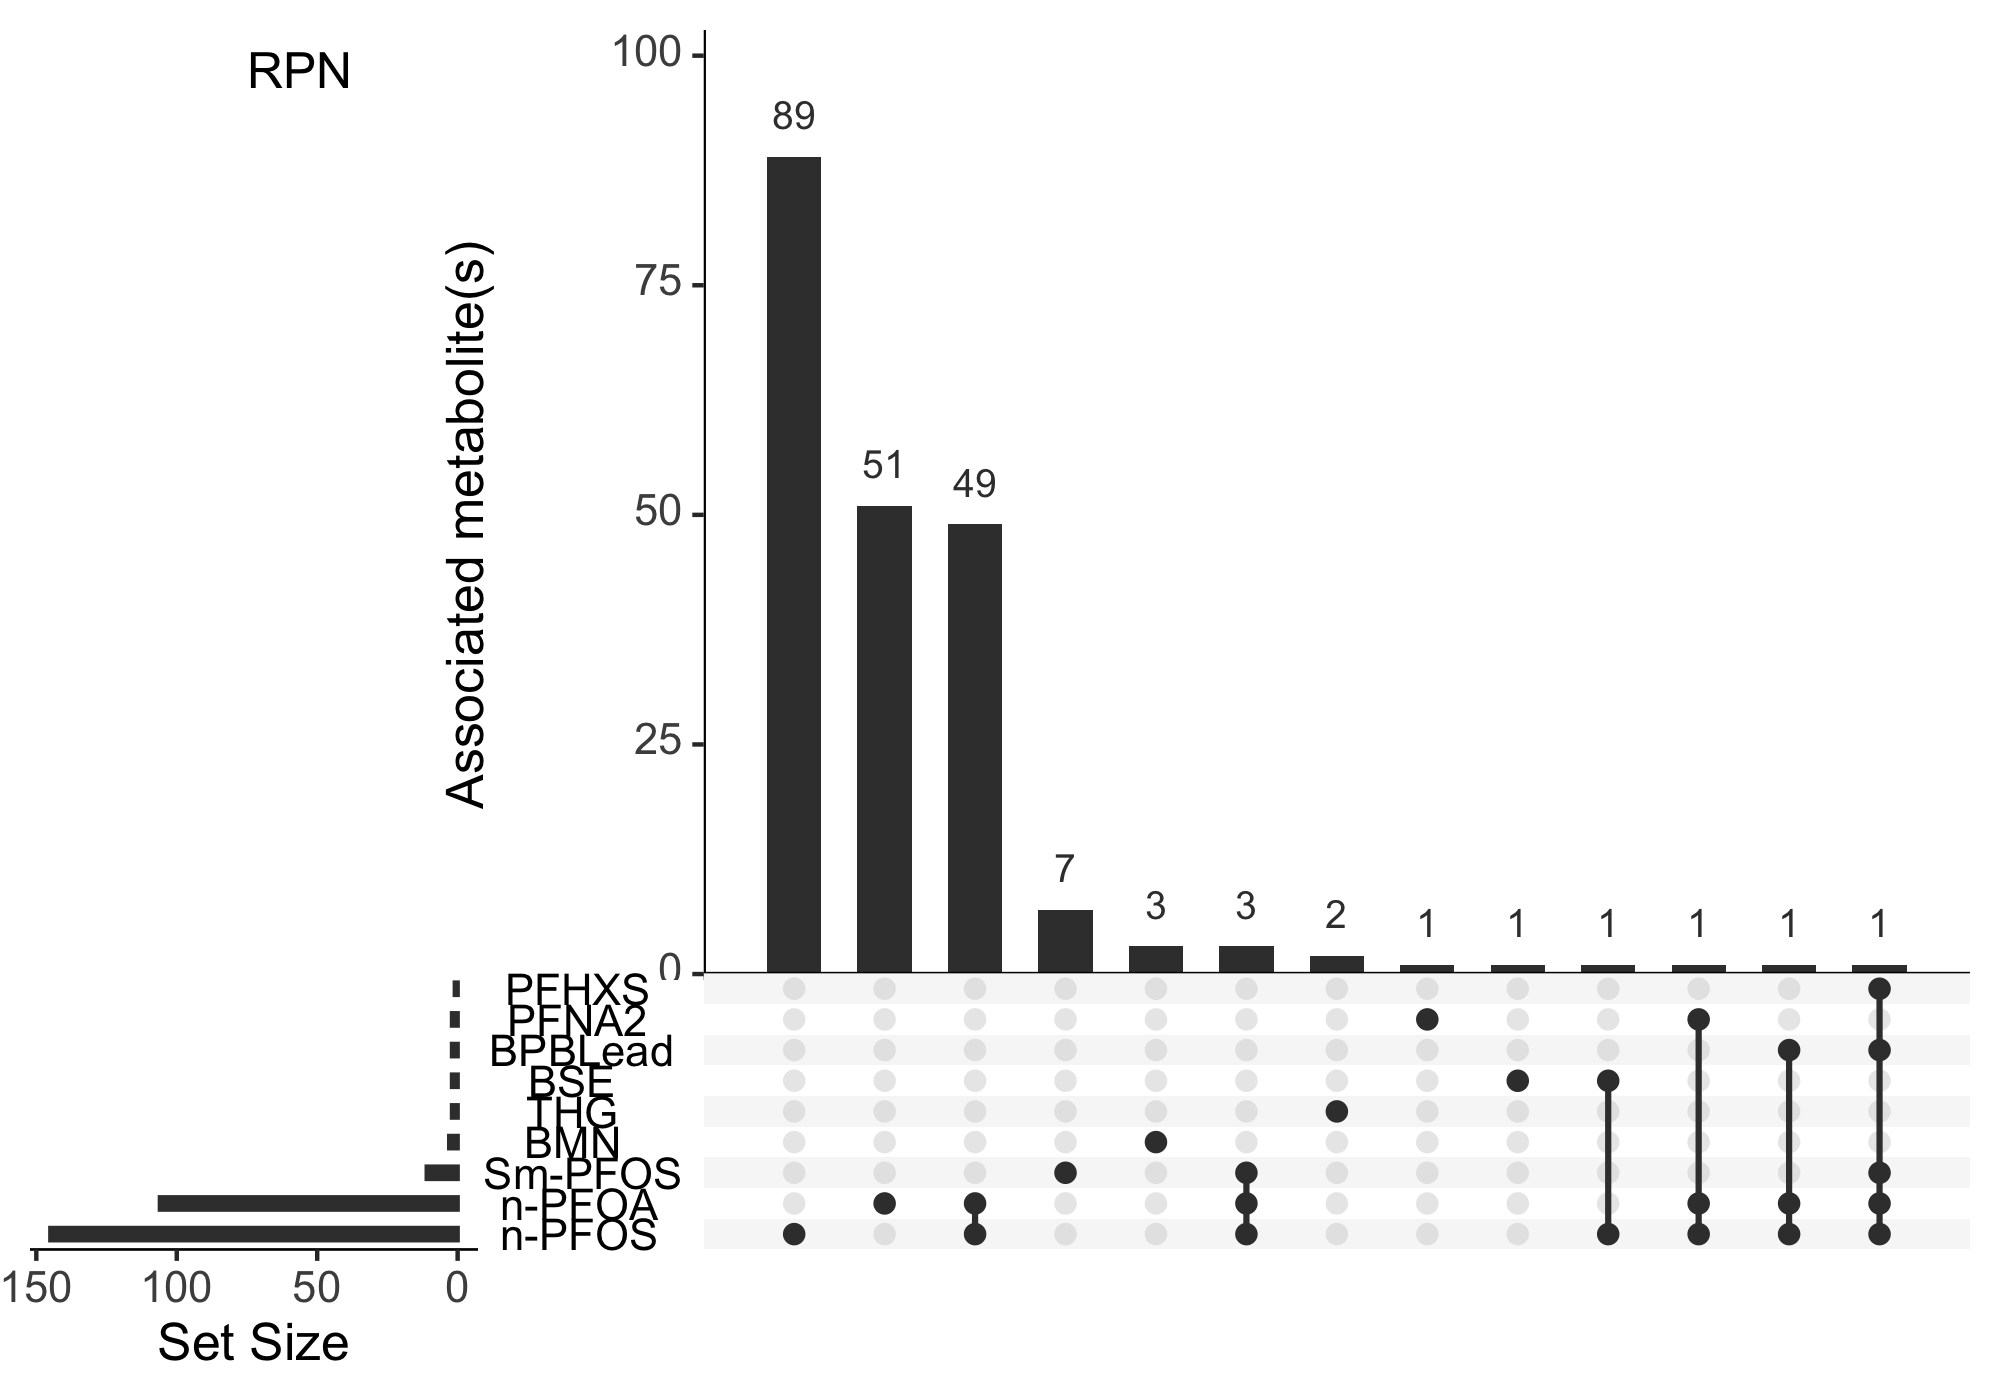 RPN
Associated metabolite(s)
100
75
50
25
0
89
51
49
7
3
3
2
1
1
1
1
1
1
PFHXS
PFNA2
BPBLead
BSE
THG
BMN
Sm-PFOS
n-PFOA
n-PFOS
150 100 50 0
Set Size